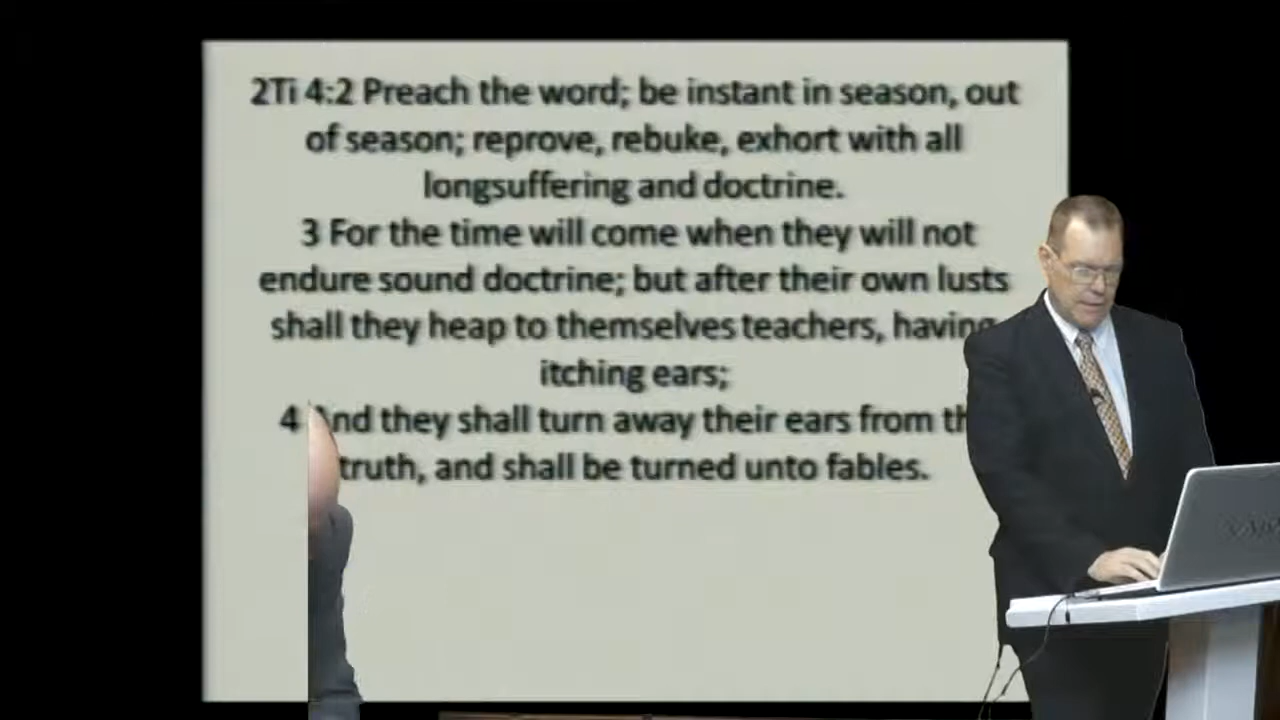 2Ti 4:2 Preach the word; be instant in season, out
of season; reprove, rebuke, exhort with all
longsuffering and doctrine.
3 For the time will come when they will not
endure sound doctrine; but after their own lusts
shall they heap to themselves teachers, having
itching ears;
4 And they shall turn away their ears from th
truth, and shall be turned unto fables.